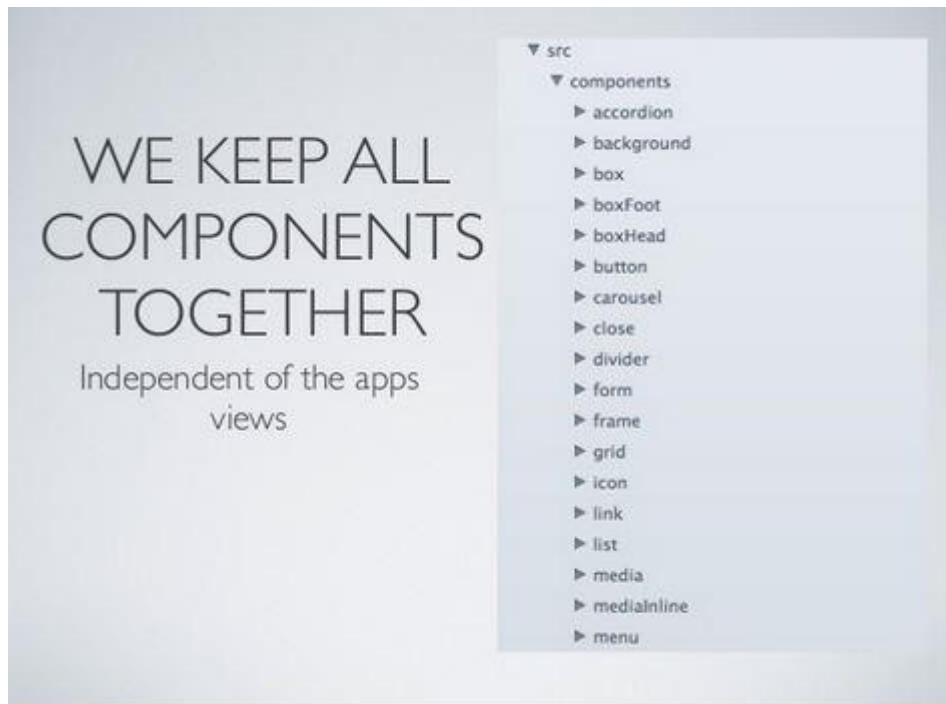 WE KEEP ALL
COMPONENTS
TOGETHER
Independent of the apps
views
src
components
accordion
background
box
boxFoot
boxHead
button
carousel
close
divider
form
frame
grid
icon
link
list
media
mediaInline
menu